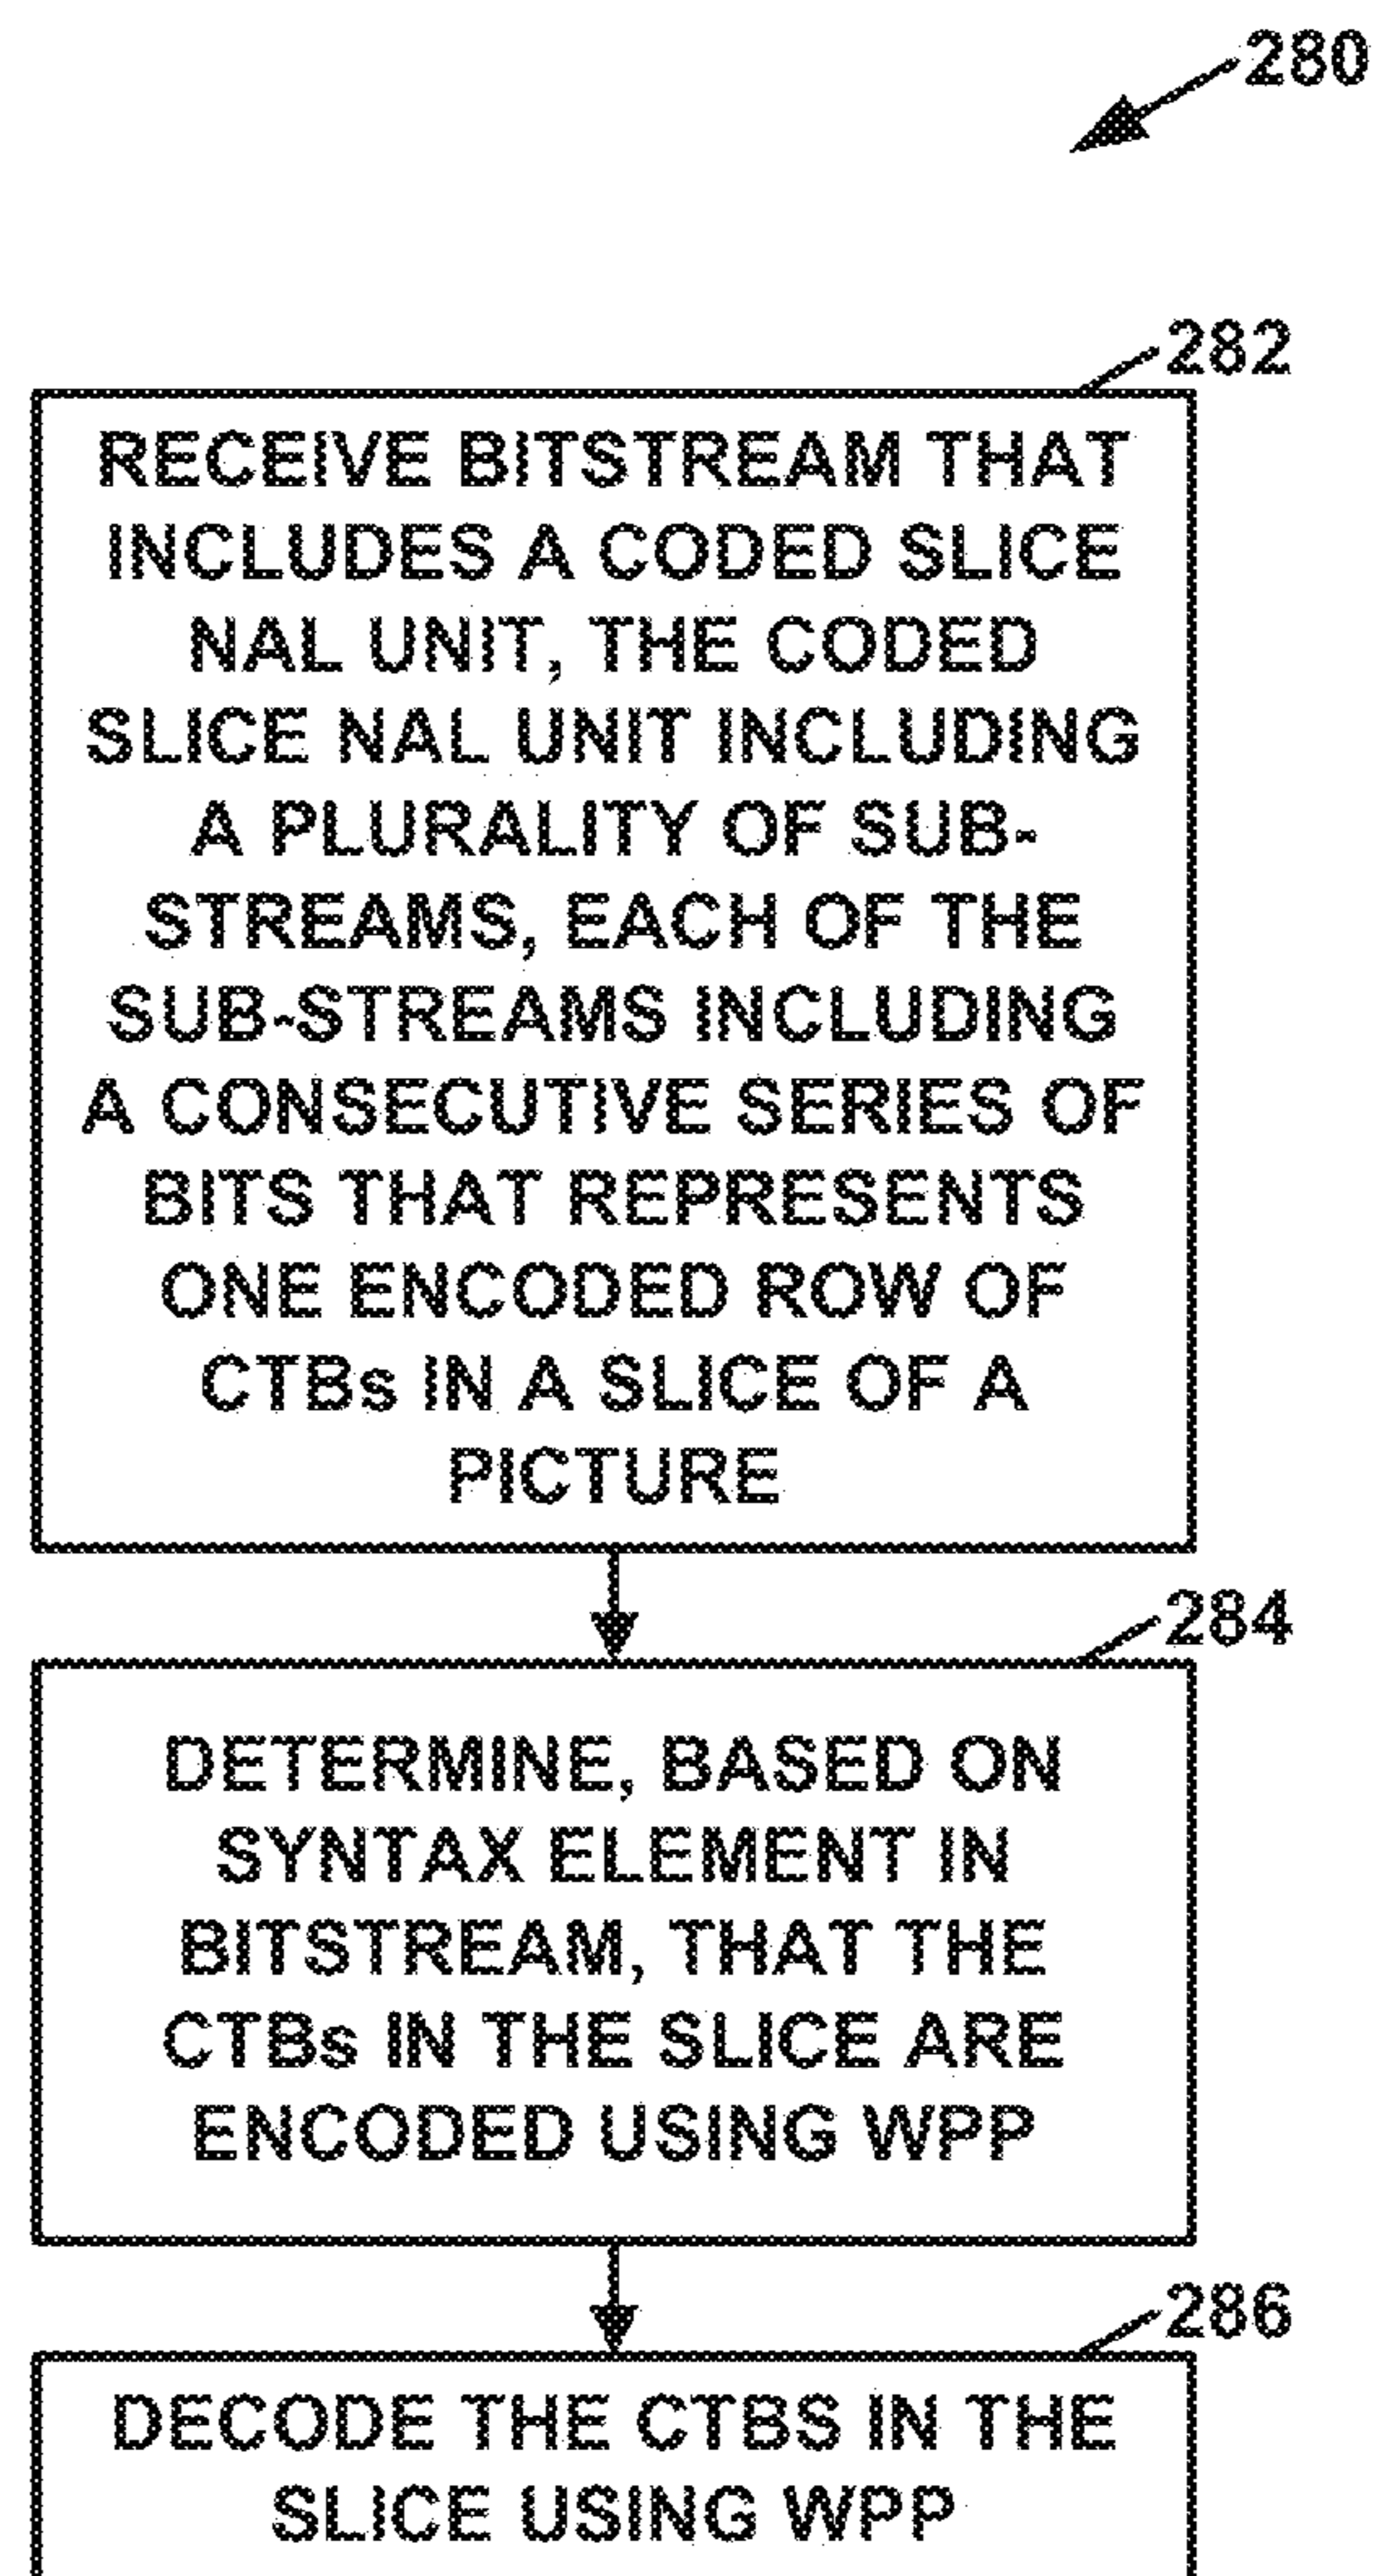 280
282
RECEIVE BITSTREAM THAT
INCLUDES A CODED SLICE
NAL UNIT, THE CODED
SLICE NAL UNIT INCLUDING
A PLURALITY OF SUB-
STREAMS, EACH OF THE
SUB-STREAMS INCLUDING
A CONSECUTIVE SERIES OF
BITS THAT REPRESENTS
ONE ENCODED ROW OF
CTBs IN A SLICE OF A
PICTURE
284
DETERMINE, BASED ON
SYNTAX ELEMENT IN
BITSTREAM, THAT THE
CTBs IN THE SLICE ARE
ENCODED USING WPP
286
DECODE THE CTBS IN THE
SLICE USING WPP